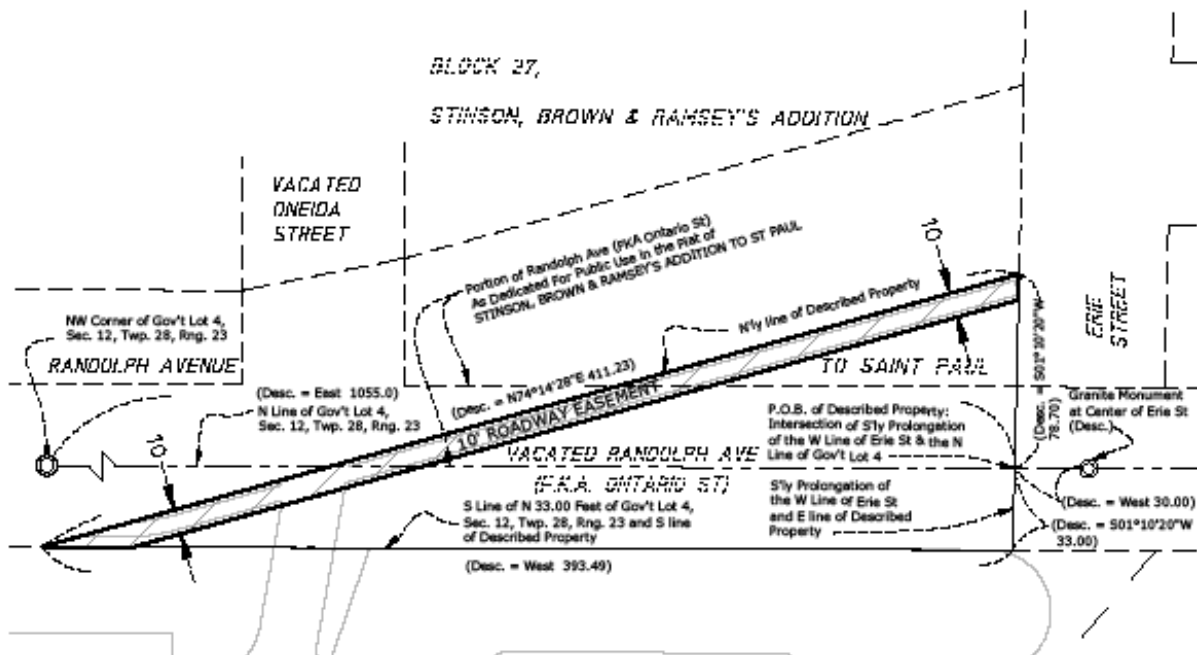 BLOCK 27,
STINSON, BROWN & RAMSEY'S ADDITION
VACATED
ONEIDA
STREET
Portion of Randolph Ave (FKA Ontario St)
As Dedicated For Public Use in the Plat of
STINSON, BROWN & RAMSEY'S ADDITION TO ST PAUL
10
N'ly line of Described Property
ERIE
STREET
NW Corner of Gov't Lot 4,
Sec. 12, Twp. 28, Rng. 23
RANDOLPH AVENUE
TO SAINT PAUL
(Desc. = S01°10'20"W
78.70)
(Desc. = East 1055.0)
N Line of Gov't Lot 4,
Sec. 12, Twp. 28, Rng. 23
(Desc. = N74°14'28"E 411.23)
10' ROADWAY EASEMENT
Granite Monument
at Center of Erie St
(Desc.)
P.O.B. of Described Property:
Intersection of S'ly Prolongation
of the W Line of Erie St & the N
Line of Gov't Lot 4
10
VACATED RANDOLPH AVE
(F.K.A. ONTARIO ST)
S'ly Prolongation of
the W Line of Erie St
and E line of Described
Property
(Desc. = West 30.00)
(Desc. = S01°10'20"W
33.00)
S Line of N 33.00 Feet of Gov't Lot 4,
Sec. 12, Twp. 28, Rng. 23 and S line
of Described Property
(Desc. = West 393.49)